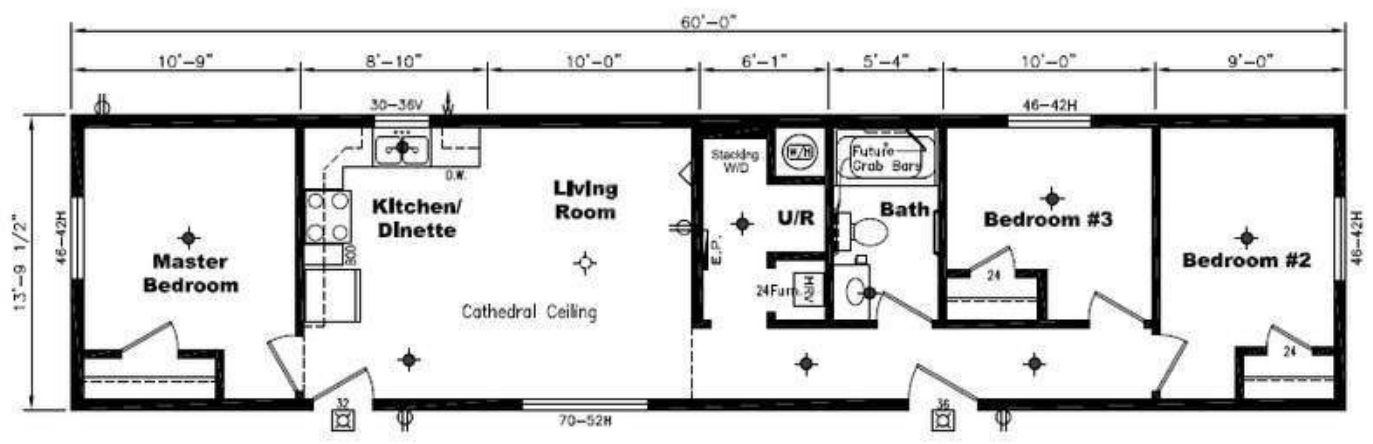 60'-0"
10'-9"
8'-10"
10'-0"
6'-1"
5'-4"
10'-0"
9'-0"
30-36V
46-42H
13'-9 1/2"
46-42H
Stacking
W/D
W/H
Future
Grab Bars
D.W.
Living
Room
Kitchen/
Dinette
U/R
Bath
Bedroom #3
46-42H
Master
Bedroom
E.P.
Bedroom #2
24
24Furn.
Cathedral Ceiling
24
32
36
70-52H